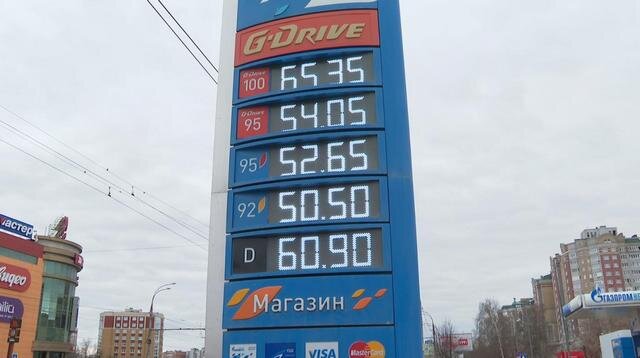 G-DRIVE
G-DRIVE
100 65.35
G-DRIVE
95 54.05
95 52.65
92 50.50
D 60.90
Магазин
VISA
MasterCard
ГАЗПРОМ
мастер